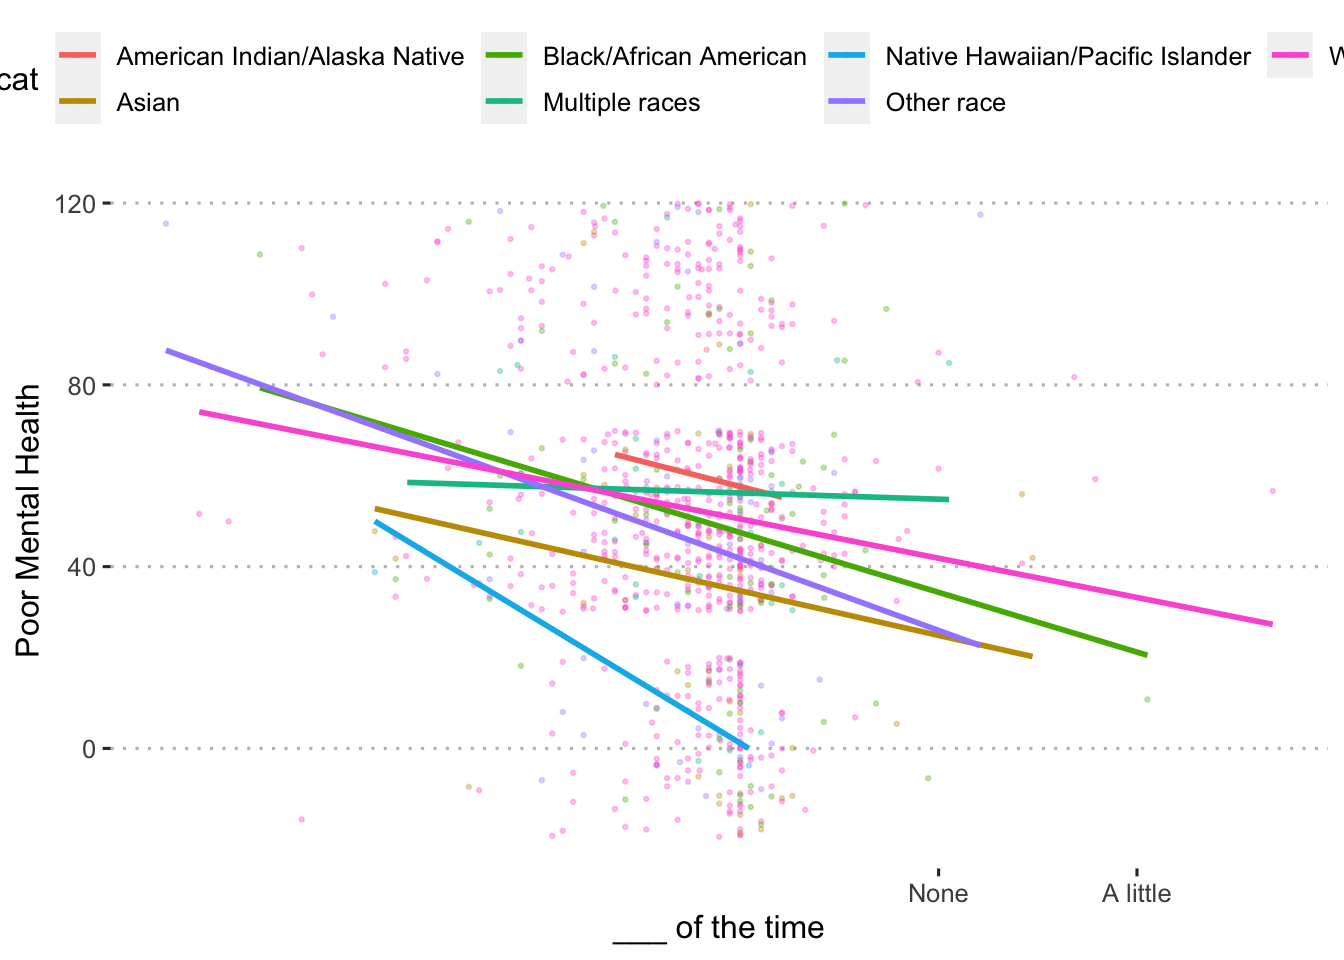 cat
American Indian/Alaska Native
Black/African American
Native Hawaiian/Pacific Islander
W
Asian
Multiple races
Other race
120
80
40
0
Poor Mental Health
None
A little
___ of the time